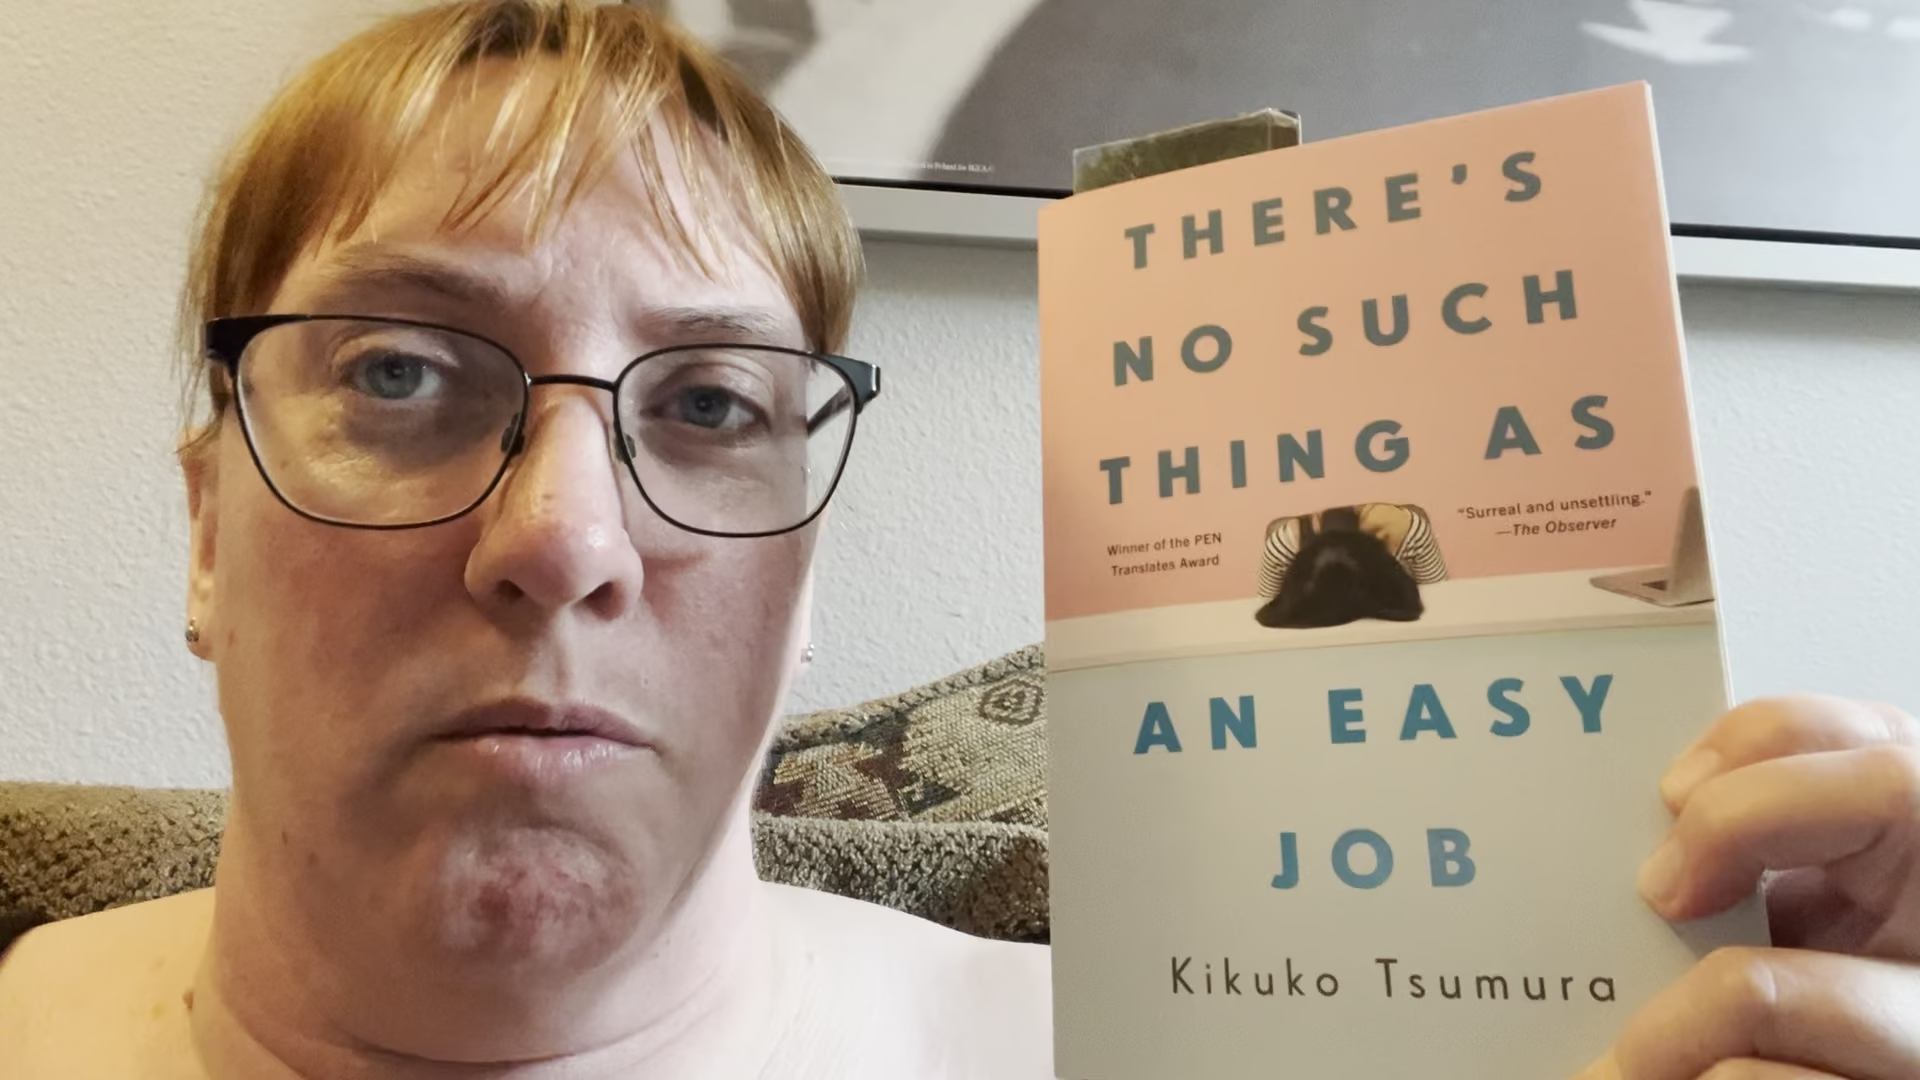 THERE'S
NO SUCH
THING AS
Winner of the PEN
Translates Award
"Surreal and unsettling."
—The Observer
AN EASY
JOB
Kikuko Tsumura